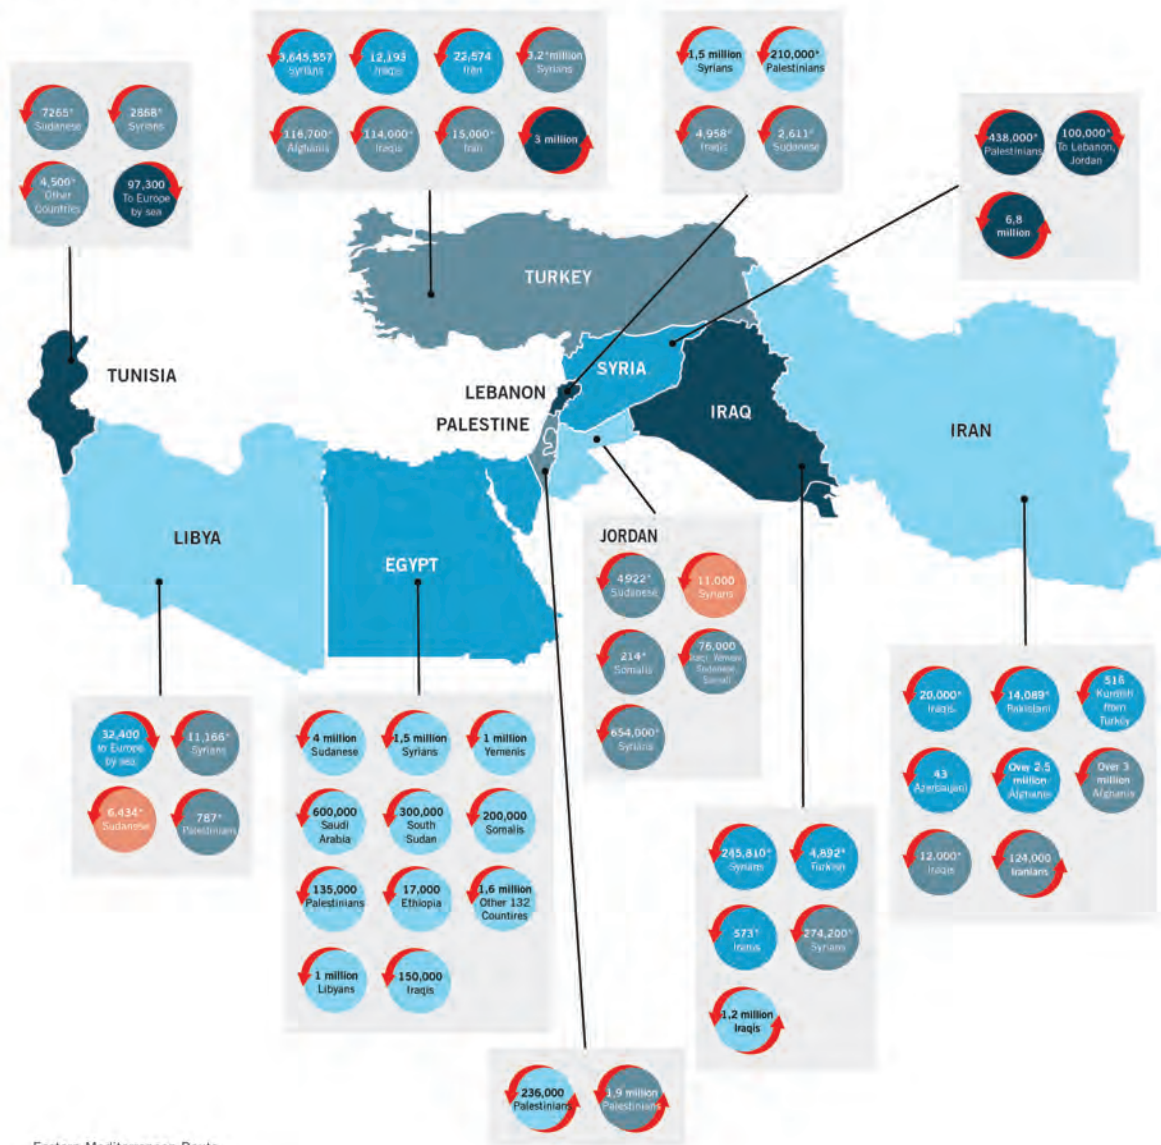 3,645,557
Syrians
12,193
Iraqis
22,574
Iran
3.2*million
Syrians
116,700*
Afghanis
114,000*
Iraqis
15,000*
Iran
3 million
1,5 million
Syrians
210,000*
Palestinians
4,958*
Iraqis
2,611*
Sudanese
7265*
Sudanese
2868*
Syrians
4,500*
Other
Countries
97,300
To Europe
by sea
438,000*
Palestinians
100,000*
To Lebanon,
Jordan
6,8
million
TURKEY
TUNISIA
SYRIA
LEBANON
PALESTINE
IRAQ
IRAN
LIBYA
EGYPT
JORDAN
4,922*
Sudanese
11,000
Syrians
214*
Somalis
76,000
Iraqi, Yemeni
Sudanese,
Somali
654,000*
Syrians
32,400
to Europe
by sea
11,166*
Syrians
6,434*
Sudanese
787*
Palestinians
4 million
Sudanese
1,5 million
Syrians
1 million
Yemenis
600,000
Saudi
Arabia
300,000
South
Sudan
200,000
Somalis
135,000
Palestinians
17,000
Ethiopia
1,6 million
Other 132
Countires
1 million
Libyans
150,000
Iraqis
20,000*
Iraqis
14,089*
Pakistani
516
Kurdish
from
Turkey
43
Azerbaijani
Over 2.5
million
Afghanis
Over 3
million
Afghanis
12,000*
Iraqis
124,000
Iranians
245,810*
Syrians
4,892*
Turkish
573*
Iranis
274,200*
Syrians
1,2 million
Iraqis
236,000
Palestinians
1,9 million
Palestinians